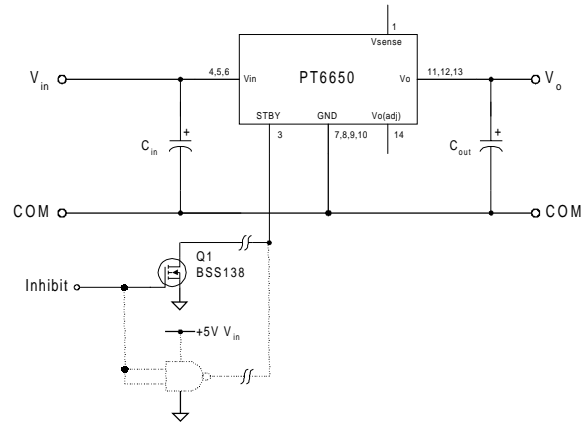 1
Vsense
4,5,6
11,12,13
Vin
Vin
PT6650
Vo
Vo
STBY
GND
Vo(adj)
3
7,8,9,10
14
+
Cin
+
Cout
COM
COM
Q1
BSS138
Inhibit
+5V Vin